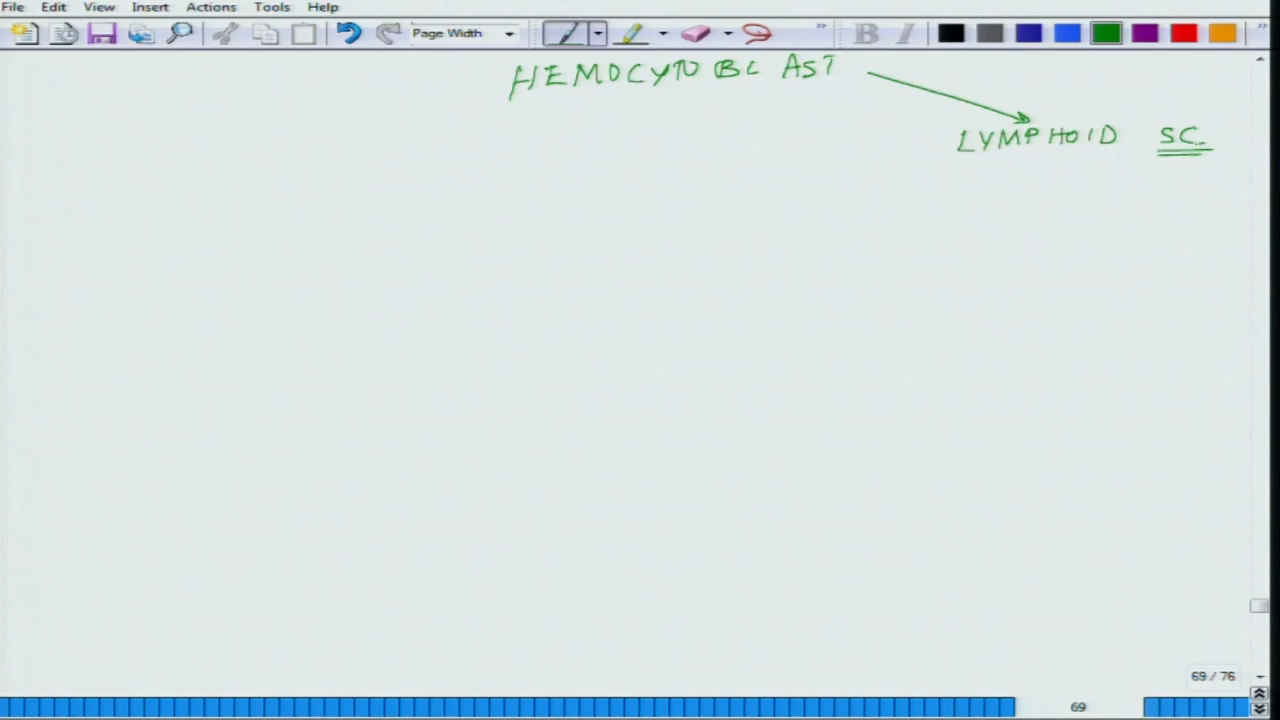 File Edit View Insert Actions Tools Help
Page Width
B I
HEMOCYTOBLAST
LYMPHOID SC
69 / 76
69